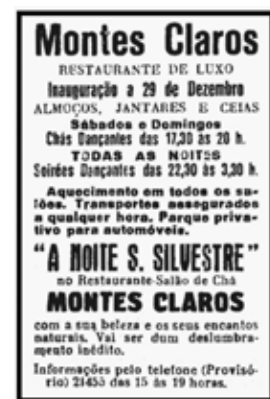 Montes Claros
RESTAURANTE DE LUXO
Inauguração a 29 de Dezembro
ALMOÇOS, JANTARES E CEIAS
Sábados e Domingos
Chás Dançantes das 17,30 às 20 h.
TODAS AS NOITES
Soirées Dançantes das 22,30 às 3,30 h.
Aquecimento em todos os sa-
lões. Transportes assegurados
a qualquer hora. Parque priva-
tivo para automóveis.
"A NOITE S. SILVESTRE"
no Restaurante-Salão de Chá
MONTES CLAROS
com a sua beleza e os seus encantos
naturais. Vai ser dum deslumbra-
mento inédito.
Informações pelo telefone (Provisó-
rio) 21455 das 15 às 19 horas.